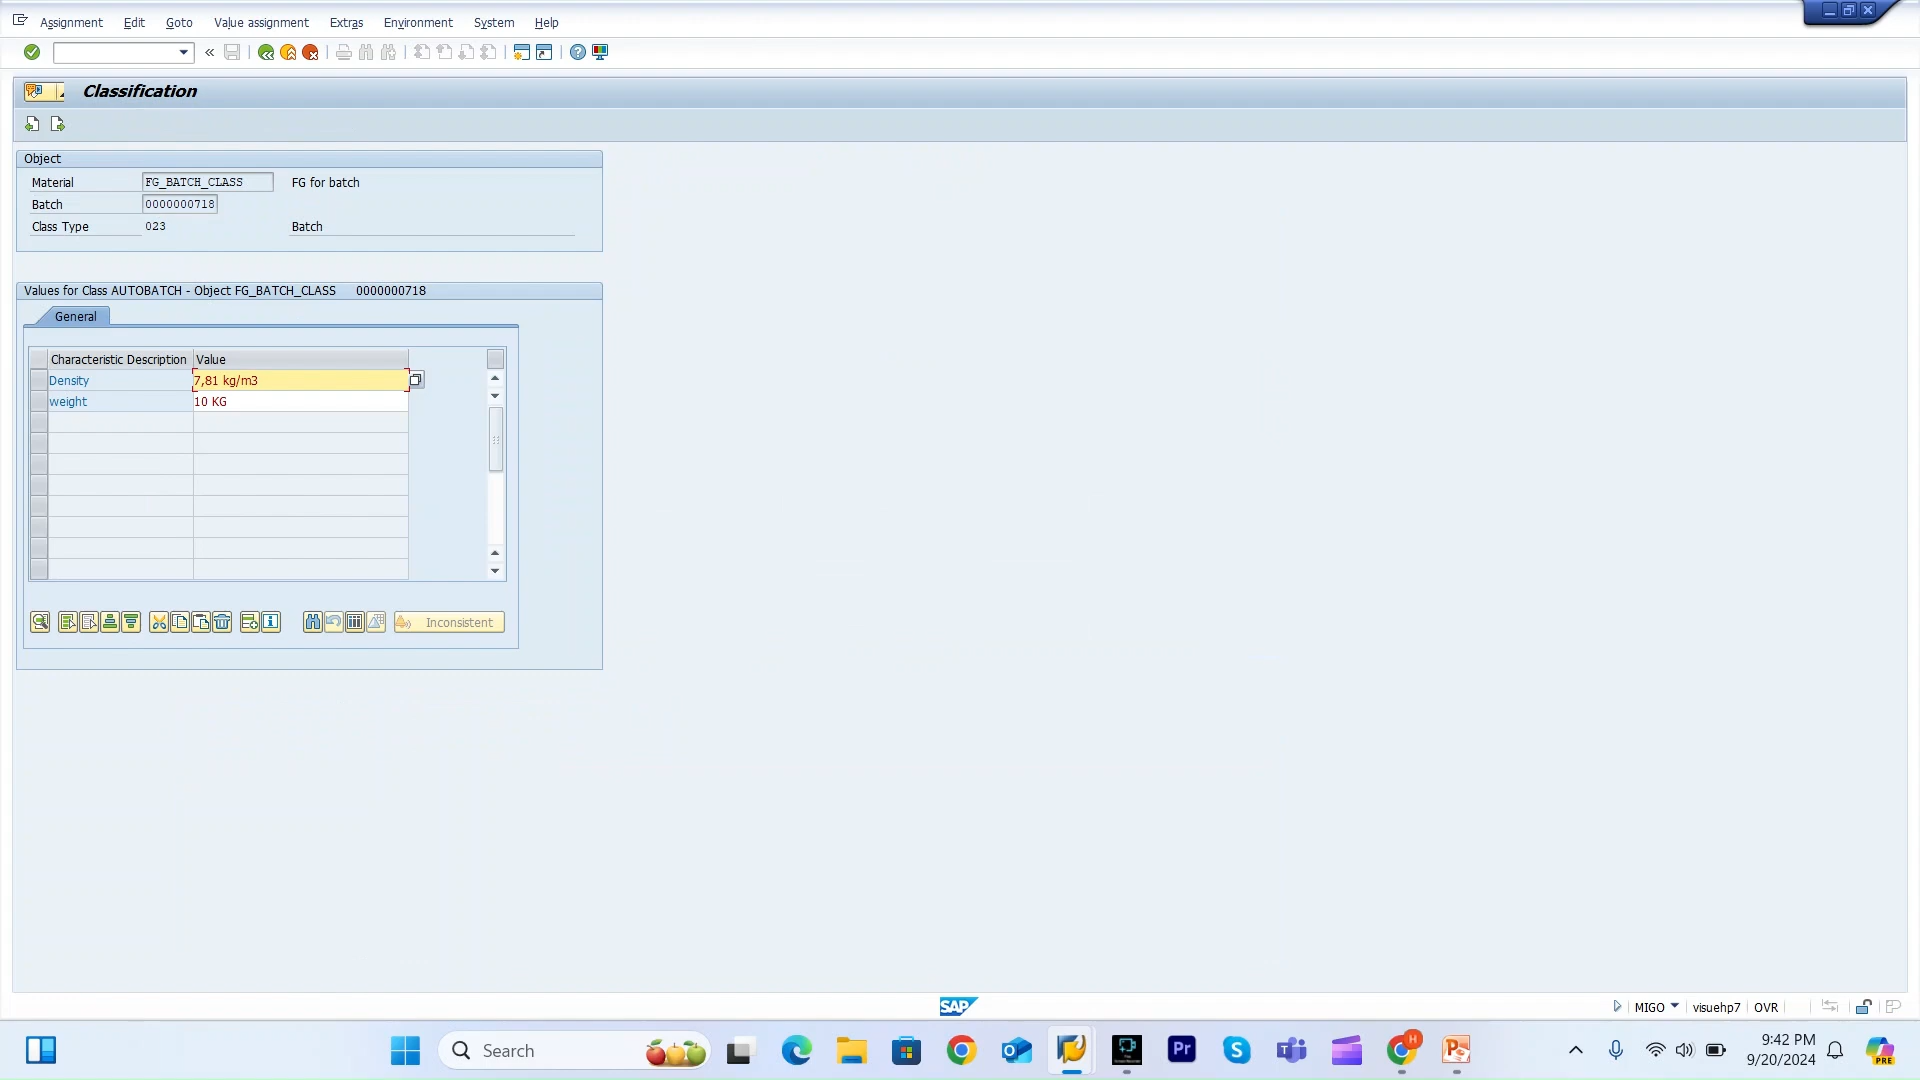 Assignment Edit Goto Value assignment Extras Environment System Help
Classification
Object
Material FG_BATCH_CLASS FG for batch
Batch 0000000718
Class Type 023 Batch
Values for Class AUTOBATCH - Object FG_BATCH_CLASS 0000000718
General
Characteristic Description Value
Density 7,81 kg/m3
weight 10 KG
Inconsistent
SAP
MIGO visuehp7 OVR
Search
Pr
H
9:42 PM
9/20/2024
PRE